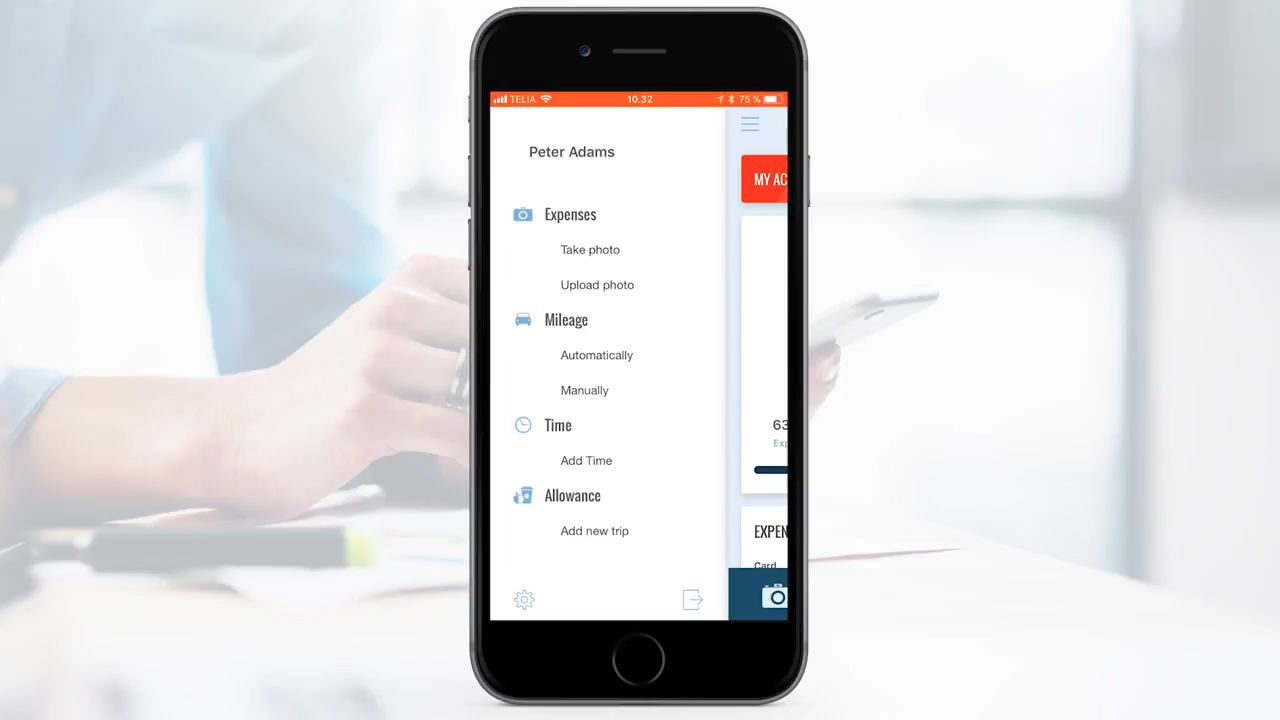 TELIA 10.32 75 %
Peter Adams
MY AC
Expenses
Take photo
Upload photo
Mileage
Automatically
Manually
63
Exp
Time
Add Time
Allowance
EXPEN
Add new trip
Card